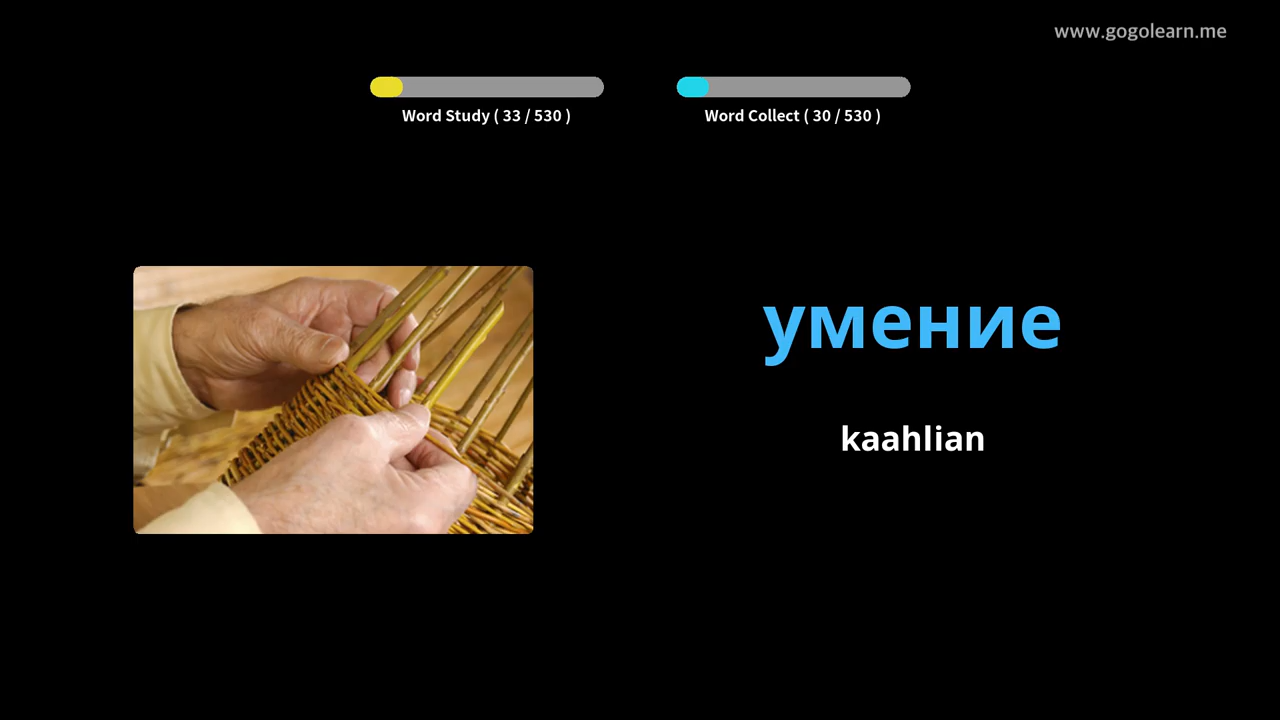 www.gogolearn.me
Word Study ( 33 / 530 )
Word Collect ( 30 / 530 )
умение
kaahlian